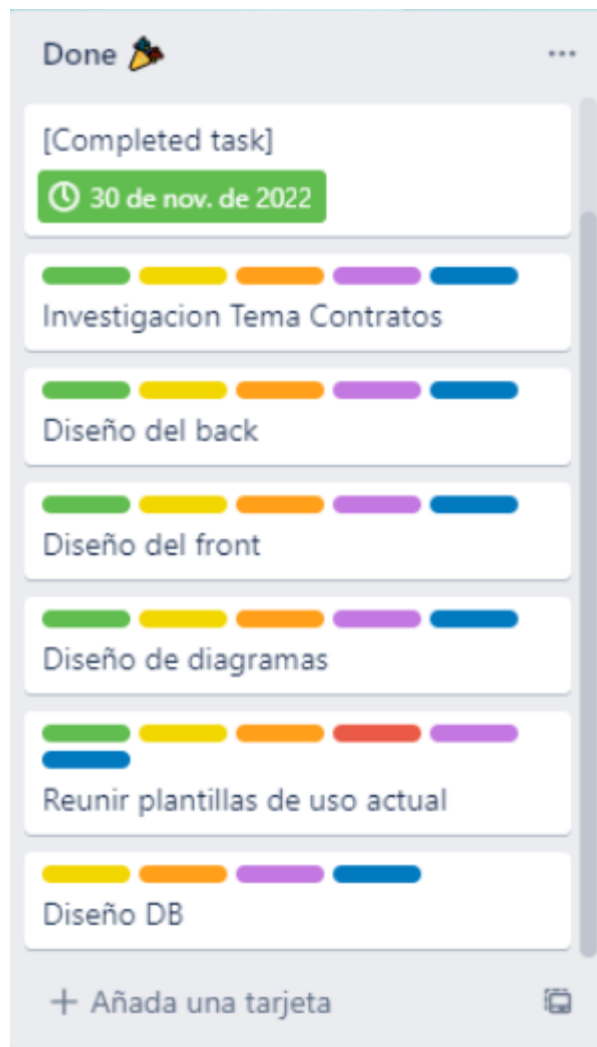 Done
[Completed task]
30 de nov. de 2022
Investigacion Tema Contratos
Diseño del back
Diseño del front
Diseño de diagramas
Reunir plantillas de uso actual
Diseño DB
+ Añada una tarjeta